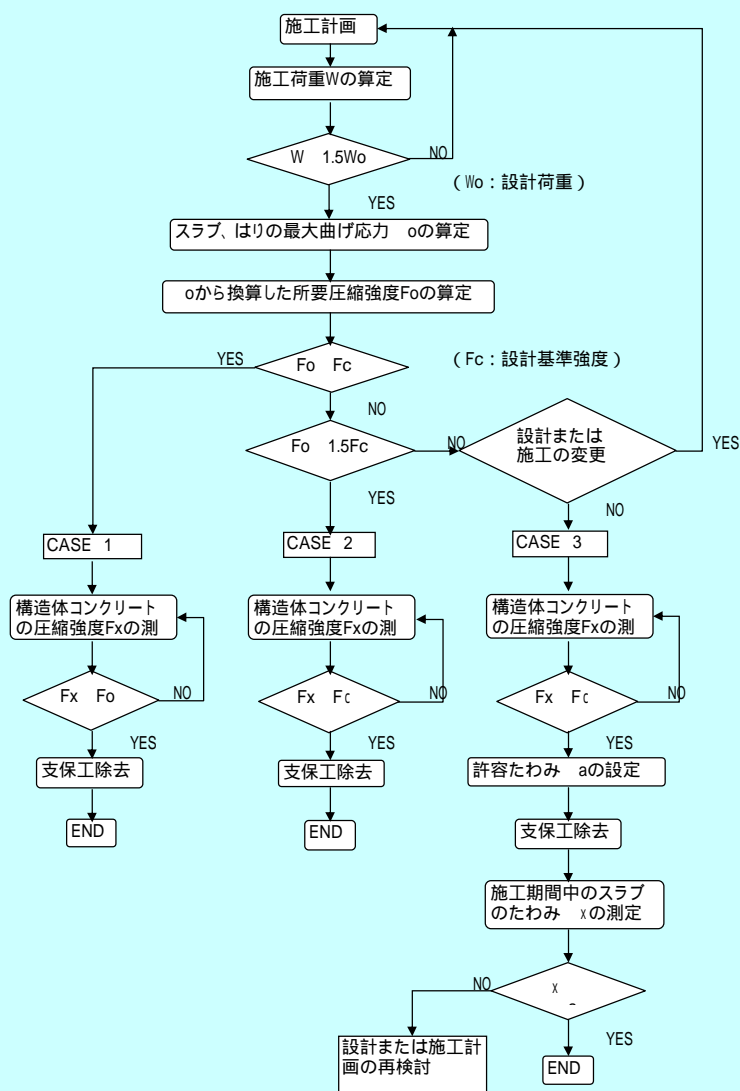 施工計画
施工荷重Wの算定
W 1.5Wo
NO
(Wo：設計荷重)
YES
スラブ、はりの最大曲げ応力 oの算定
oから換算した所要圧縮強度Foの算定
YES
Fo Fc
(Fc：設計基準強度)
NO
Fo 1.5Fc
NO
設計または
施工の変更
YES
YES
NO
CASE 1
CASE 2
CASE 3
構造体コンクリート
の圧縮強度Fxの測
構造体コンクリート
の圧縮強度Fxの測
構造体コンクリート
の圧縮強度Fxの測
Fx Fo
NO
Fx Fc
NO
Fx Fc
NO
YES
YES
YES
支保工除去
支保工除去
許容たわみ aの設定
END
END
支保工除去
施工期間中のスラブ
のたわみ xの測定
NO
x
YES
設計または施工計
画の再検討
END